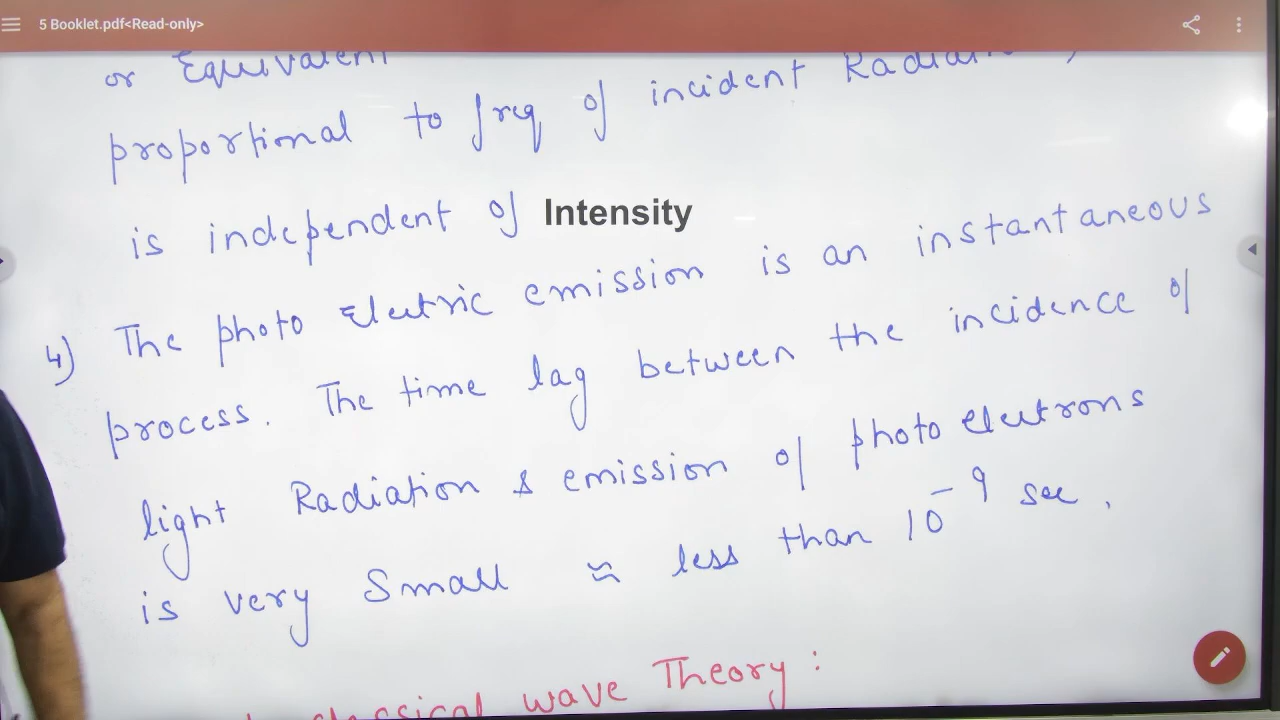 5 Booklet.pdf<Read-only>
or Equivalent
proportional to freq of incident
is independent of Intensity
4) The photo electric emission is an instantaneous
process. The time lag between the incidence of
light Radiation & emission of photo electrons
is very Small ≈ less than 10⁻⁹ sec.
classical wave Theory: